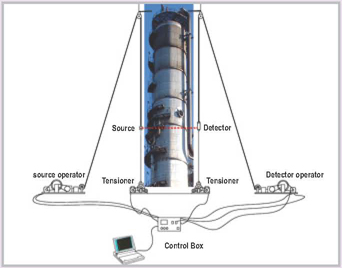 Source
Detector
source operator
Tensioner
Tensioner
Detector operator
Control Box